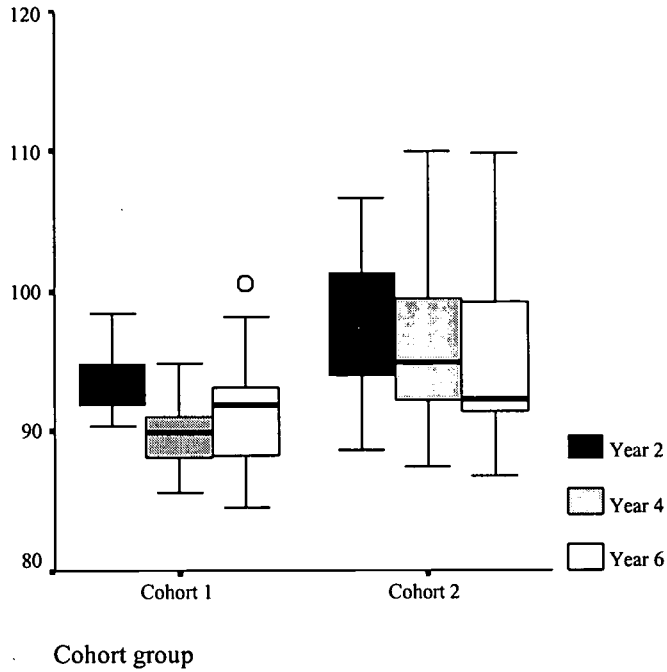 120
110
100
90
80
Cohort 1
Cohort 2
Year 2
Year 4
Year 6
Cohort group